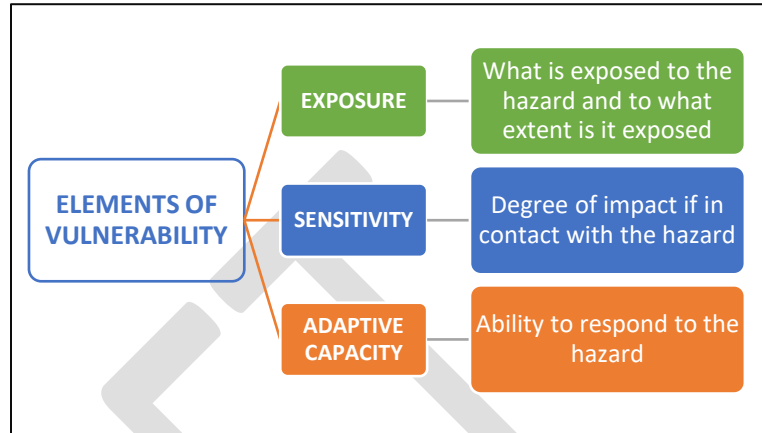 ELEMENTS OF
VULNERABILITY
EXPOSURE
What is exposed to the
hazard and to what
extent is it exposed
SENSITIVITY
Degree of impact if in
contact with the hazard
ADAPTIVE
CAPACITY
Ability to respond to the
hazard